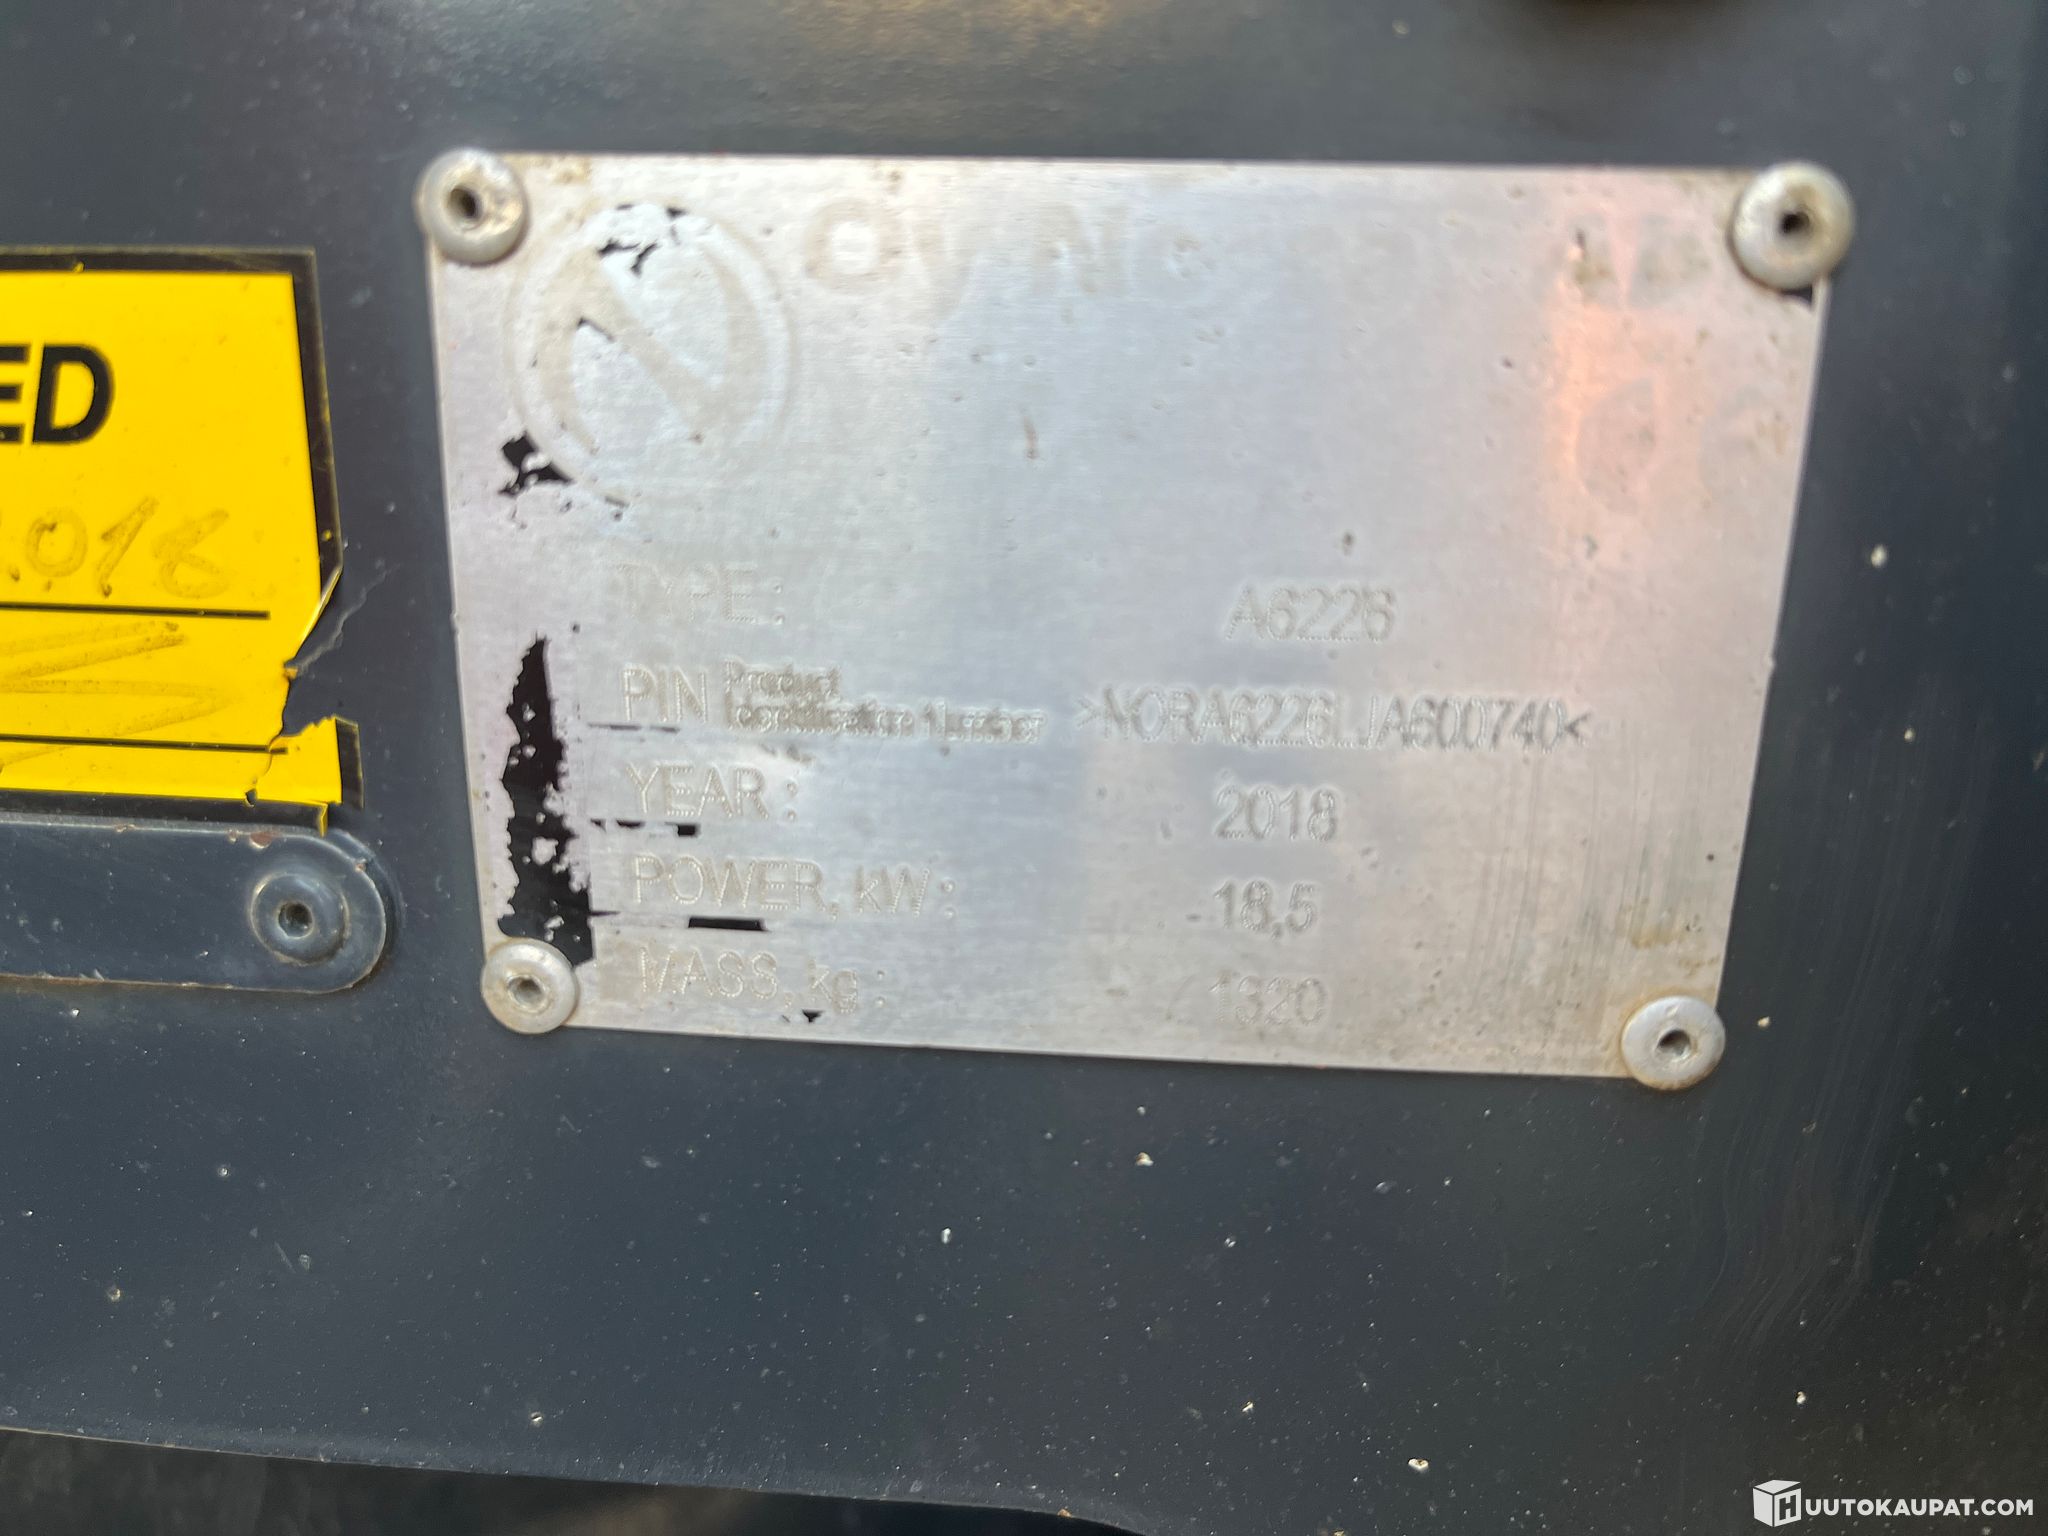 ED
2018
TYPE: A6226
PIN Product Identification Number >NORA6226LJA600740<
YEAR: 2018
POWER, kW: 18,5
MASS, kg: 1320
HUUTOKAUPAT.COM